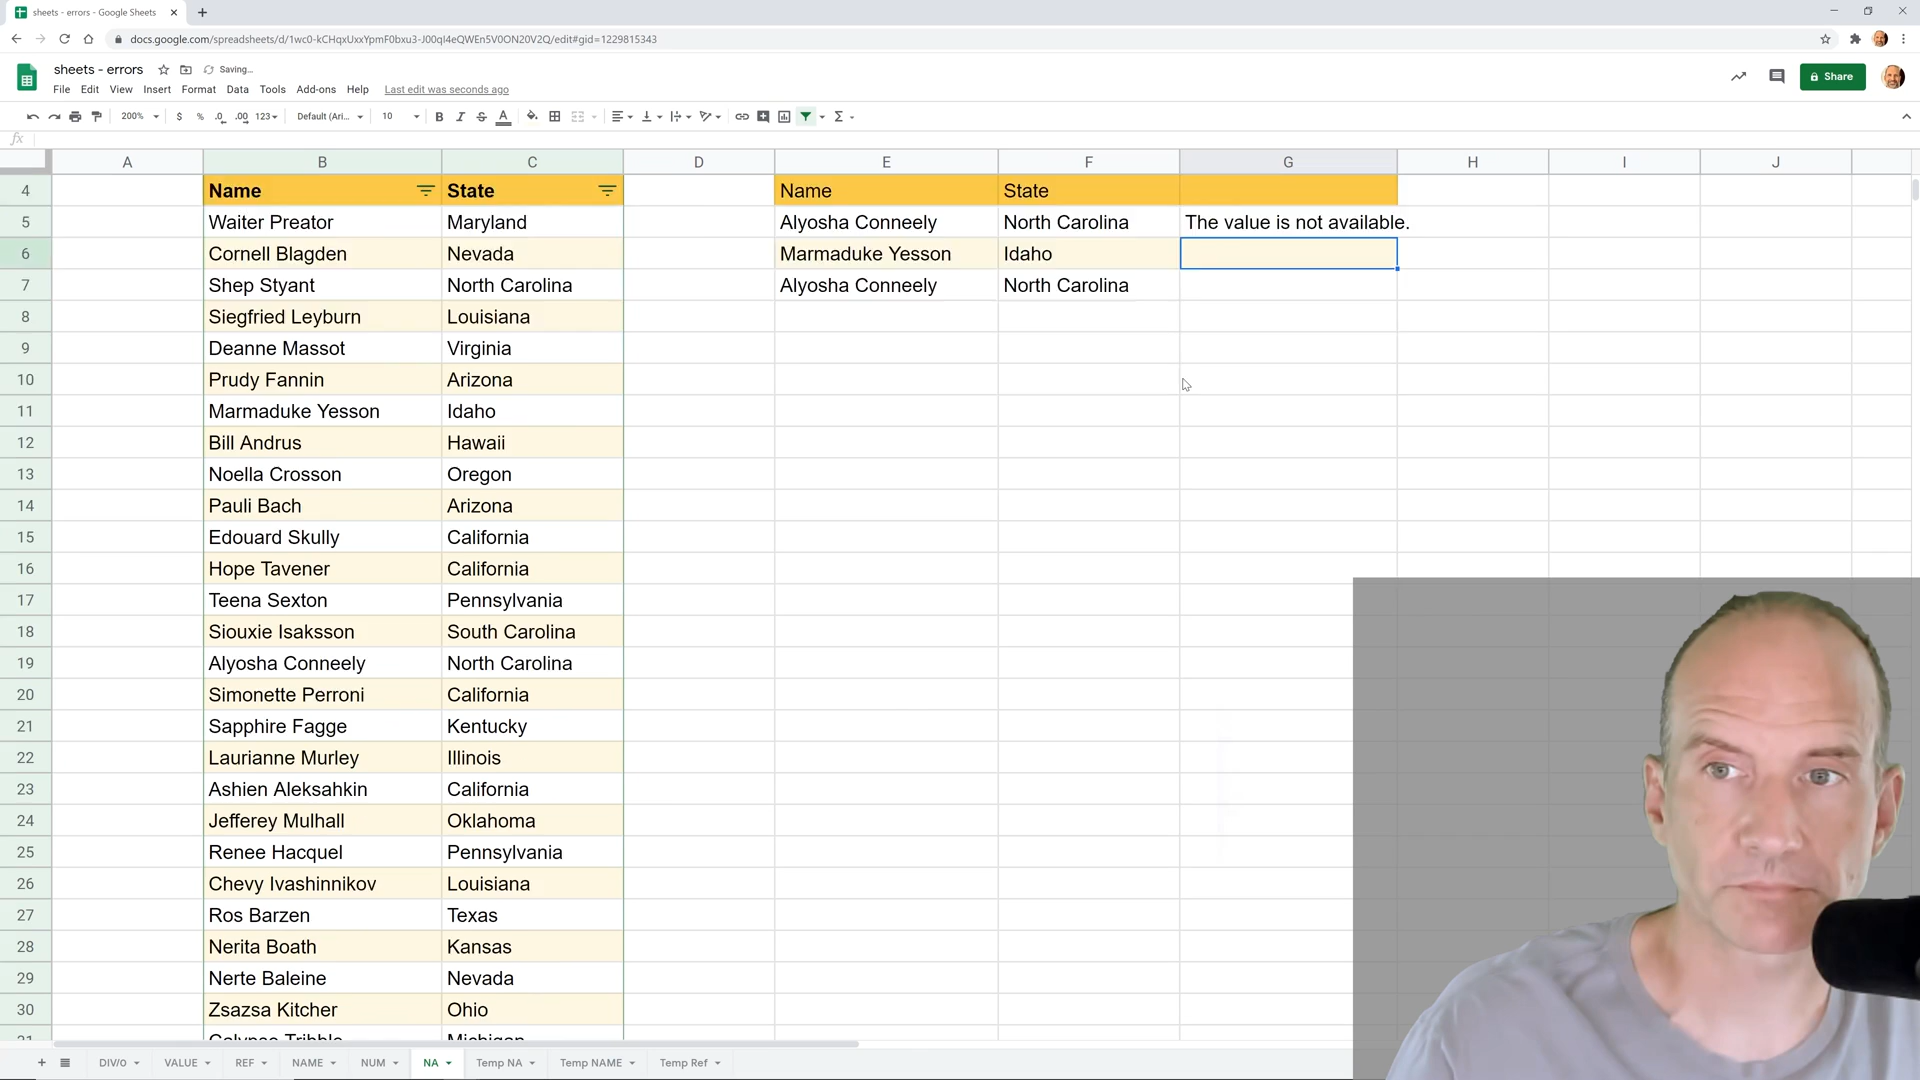 sheets - errors - Google Sheets
docs.google.com/spreadsheets/d/1wc0-kCHqxUxxYpmF0bxu3-J00qI4eQWEn5V0ON20V2Q/edit#gid=1229815343
sheets - errors Saving...
File Edit View Insert Format Data Tools Add-ons Help Last edit was seconds ago
Share
200% $ % .0 .00 123 Default (Ari... 10 B I S A Σ
fx
A B C D E F G H I J
4 Name State Name State
5 Waiter Preator Maryland Alyosha Conneely North Carolina The value is not available.
6 Cornell Blagden Nevada Marmaduke Yesson Idaho
7 Shep Styant North Carolina Alyosha Conneely North Carolina
8 Siegfried Leyburn Louisiana
9 Deanne Massot Virginia
10 Prudy Fannin Arizona
11 Marmaduke Yesson Idaho
12 Bill Andrus Hawaii
13 Noella Crosson Oregon
14 Pauli Bach Arizona
15 Edouard Skully California
16 Hope Tavener California
17 Teena Sexton Pennsylvania
18 Siouxie Isaksson South Carolina
19 Alyosha Conneely North Carolina
20 Simonette Perroni California
21 Sapphire Fagge Kentucky
22 Laurianne Murley Illinois
23 Ashien Aleksahkin California
24 Jefferey Mulhall Oklahoma
25 Renee Hacquel Pennsylvania
26 Chevy Ivashinnikov Louisiana
27 Ros Barzen Texas
28 Nerita Boath Kansas
29 Nerte Baleine Nevada
30 Zsazsa Kitcher Ohio
DIV/0 VALUE REF NAME NUM NA Temp NA Temp NAME Temp Ref